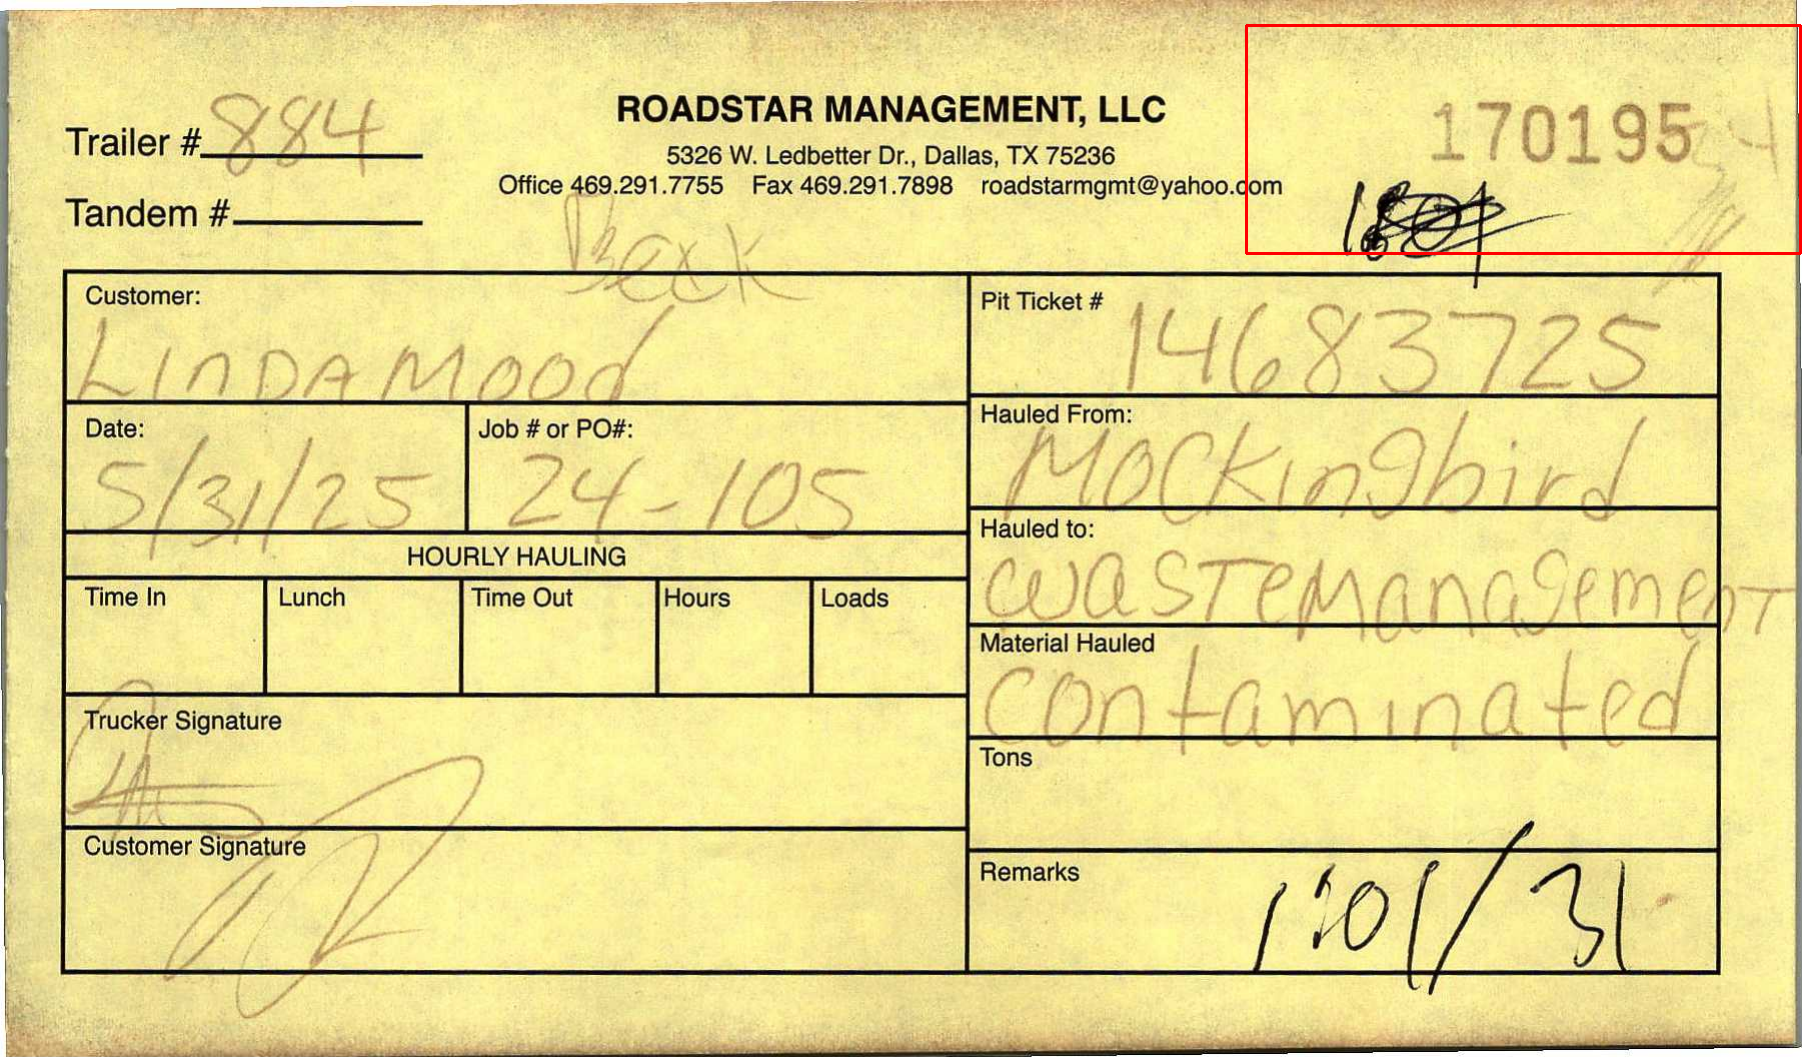 Trailer # 884
ROADSTAR MANAGEMENT, LLC
170195
5326 W. Ledbetter Dr., Dallas, TX 75236
Office 469.291.7755 Fax 469.291.7898 roadstarmgmt@yahoo.com
Tandem #
Beck
Customer:
LINDAMOOd
Pit Ticket #
14683725
Date:
5/31/25
Job # or PO#:
24-105
Hauled From:
Mockingbird
Hauled to:
wasTeManagemenT
HOURLY HAULING
Time In
Lunch
Time Out
Hours
Loads
Material Hauled
contaminated
Trucker Signature
Tons
Customer Signature
Remarks
1:01/31